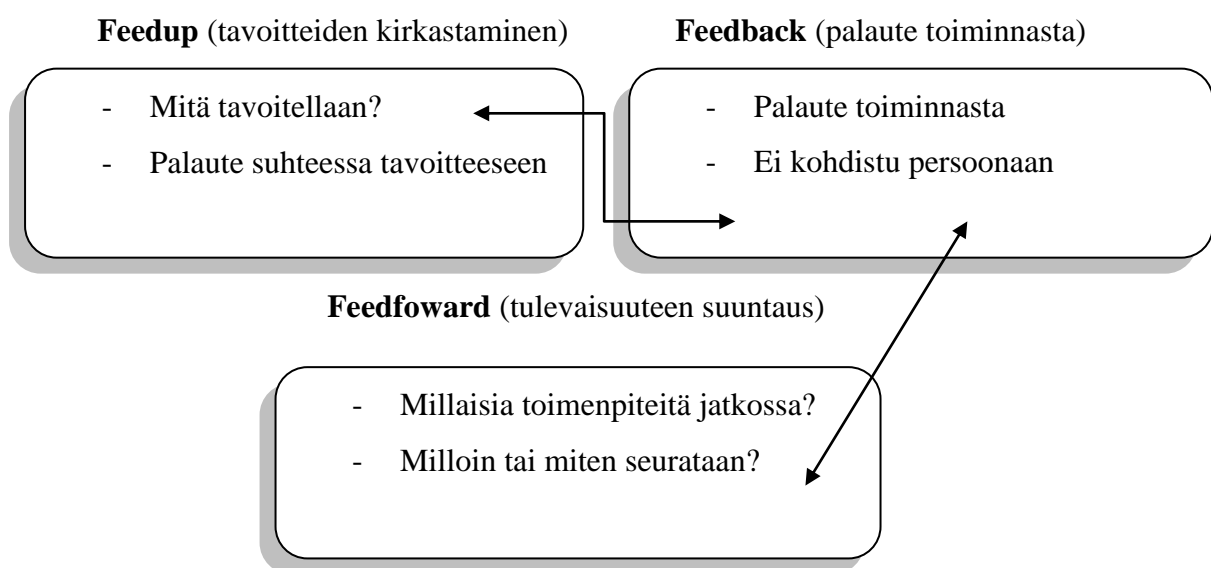 Feedup (tavoitteiden kirkastaminen)
- Mitä tavoitellaan?
- Palaute suhteessa tavoitteeseen
Feedback (palaute toiminnasta)
- Palaute toiminnasta
- Ei kohdistu persoonaan
Feedfoward (tulevaisuuteen suuntaus)
- Millaisia toimenpiteitä jatkossa?
- Milloin tai miten seurataan?